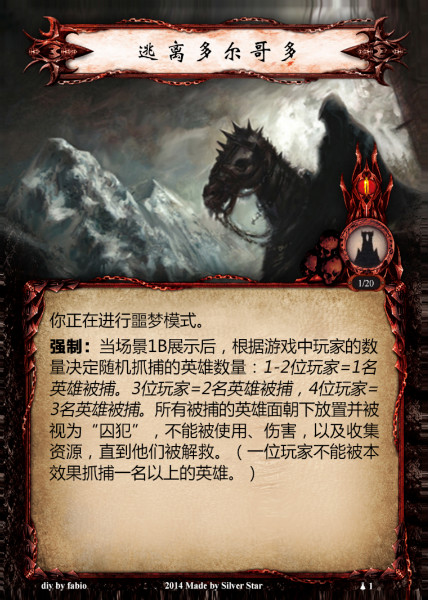 逃离多尔哥多
1/20
你正在进行噩梦模式。
强制：当场景1B展示后，根据游戏中玩家的数
量决定随机抓捕的英雄数量：1-2位玩家=1名
英雄被捕。3位玩家=2名英雄被捕，4位玩家=
3名英雄被捕。所有被捕的英雄面朝下放置并被
视为“囚犯”，不能被使用、伤害，以及收集
资源，直到他们被解救。（一位玩家不能被本
效果抓捕一名以上的英雄。）
diy by fabio
2014 Made by Silver Star
1